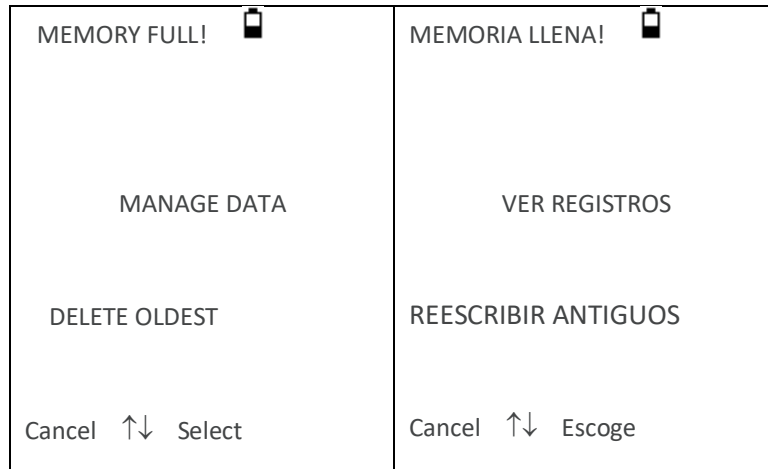 MEMORY FULL!
MANAGE DATA
DELETE OLDEST
Cancel ↑↓ Select
MEMORIA LLENA!
VER REGISTROS
REESCRIBIR ANTIGUOS
Cancel ↑↓ Escoge